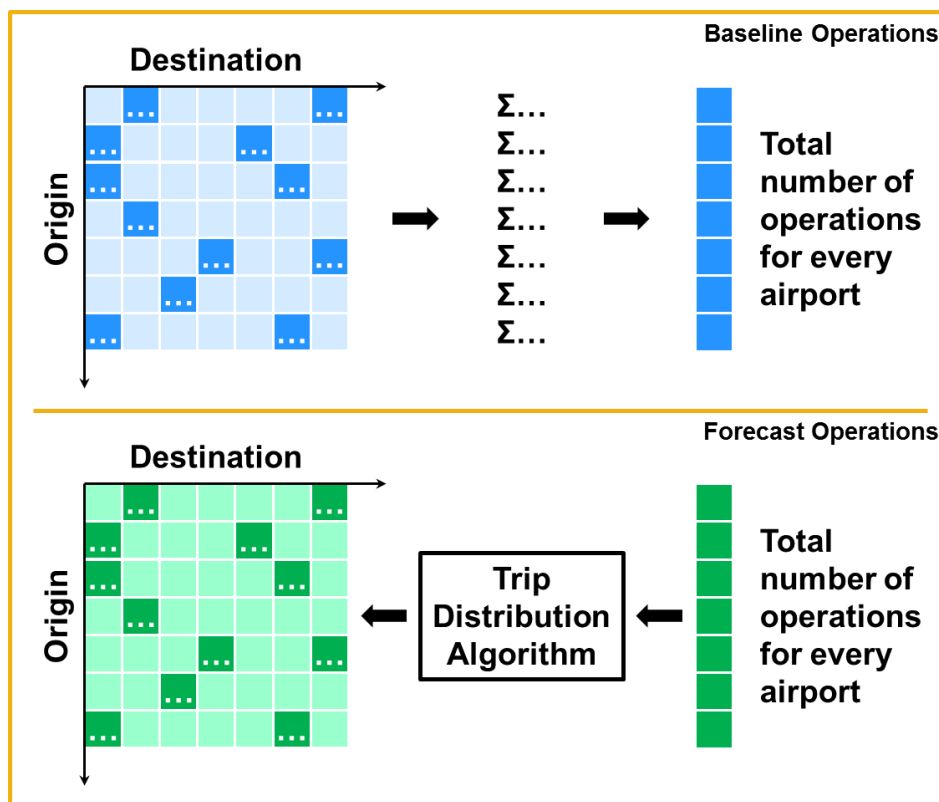 Baseline Operations
Destination
Origin
... ...
... ...
... ...
...
... ...
...
... ...
Σ...
Σ...
Σ...
Σ...
Σ...
Σ...
Σ...
Total
number of
operations
for every
airport
Forecast Operations
Destination
Origin
... ...
... ...
... ...
...
... ...
...
... ...
Trip
Distribution
Algorithm
Total
number of
operations
for every
airport